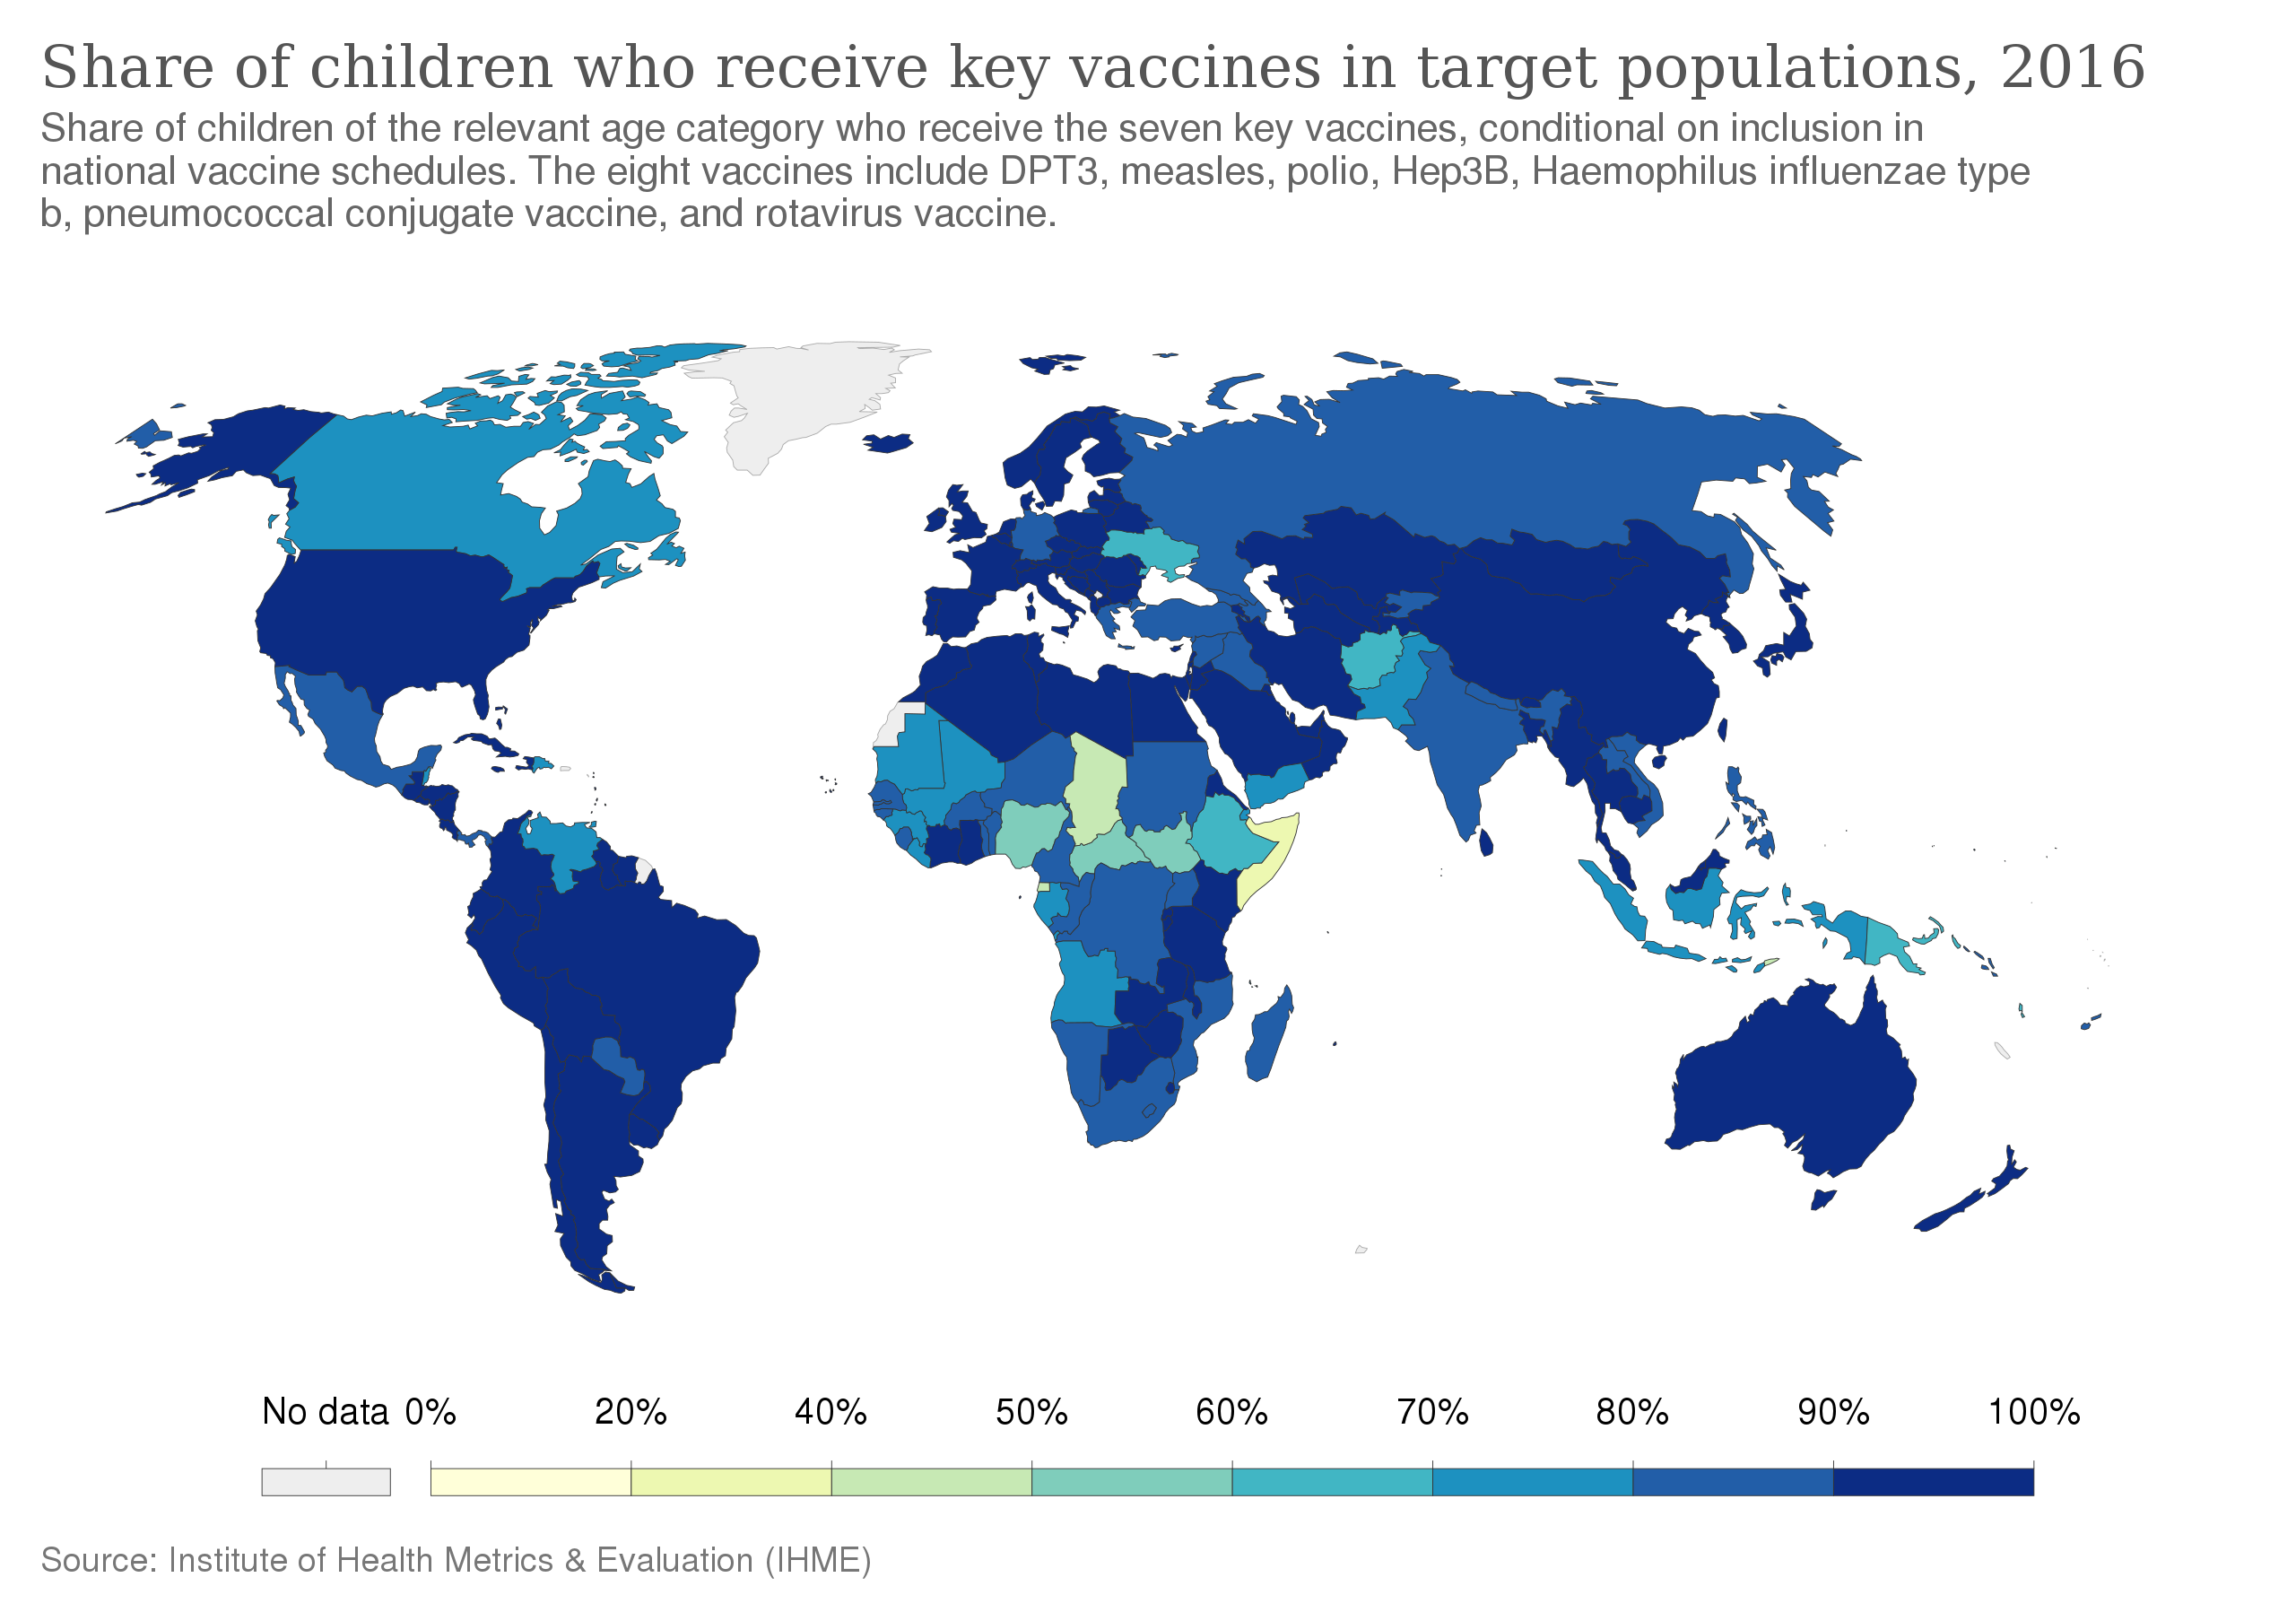 Share of children who receive key vaccines in target populations, 2016
Share of children of the relevant age category who receive the seven key vaccines, conditional on inclusion in
national vaccine schedules. The eight vaccines include DPT3, measles, polio, Hep3B, Haemophilus influenzae type
b, pneumococcal conjugate vaccine, and rotavirus vaccine.
No data 0% 20% 40% 50% 60% 70% 80% 90% 100%
Source: Institute of Health Metrics & Evaluation (IHME)